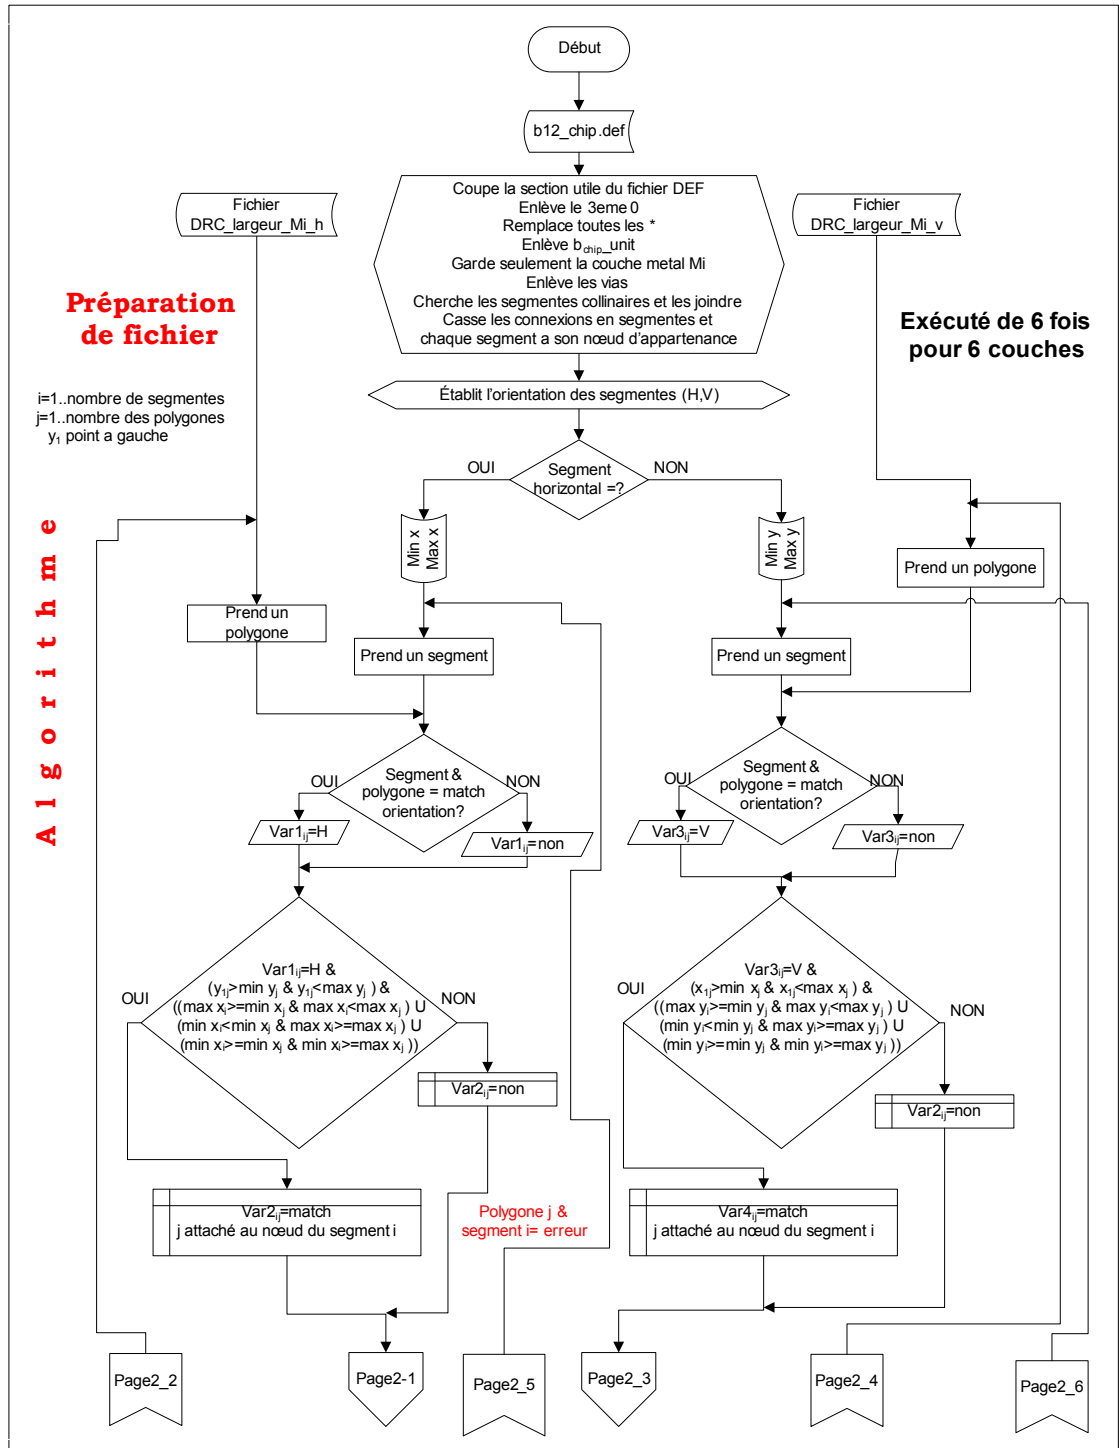 Début
b12_chip.def
Coupe la section utile du fichier DEF
Enlève le 3eme 0
Remplace toutes les *
Enlève bchip_unit
Garde seulement la couche metal Mi
Enlève les vias
Cherche les segmentes collinaires et les joindre
Casse les connexions en segmentes et
chaque segment a son nœud d'appartenance
Fichier
DRC_largeur_Mi_h
Fichier
DRC_largeur_Mi_v
Préparation
de fichier
Exécuté de 6 fois
pour 6 couches
i=1..nombre de segmentes
j=1..nombre des polygones
y1 point a gauche
Établit l'orientation des segmentes (H,V)
Algorithme
OUI
Segment
horizontal =?
NON
Min x
Max x
Min y
Max y
Prend un polygone
Prend un
polygone
Prend un segment
Prend un segment
OUI
Segment &
polygone = match
orientation?
NON
OUI
Segment &
polygone = match
orientation?
NON
Var1ij=H
Var1ij=non
Var3ij=V
Var3ij=non
OUI
Var1ij=H &
(y1j>min yj & y1j<max yj ) &
((max xi>=min xj & max xi<max xj ) U
(min xi<min xj & max xi>=max xj ) U
(min xi>=min xj & min xi>=max xj ))
NON
OUI
Var3ij=V &
(x1j>min xj & x1j<max xj ) &
((max yi>=min yj & max yi<max yj ) U
(min yi<min yj & max yi>=max yj ) U
(min yi>=min yj & min yi>=max yj ))
NON
Var2ij=non
Var2ij=non
Var2ij=match
j attaché au nœud du segment i
Polygone j &
segment i= erreur
Var4ij=match
j attaché au nœud du segment i
Page2_2
Page2-1
Page2_5
Page2_3
Page2_4
Page2_6